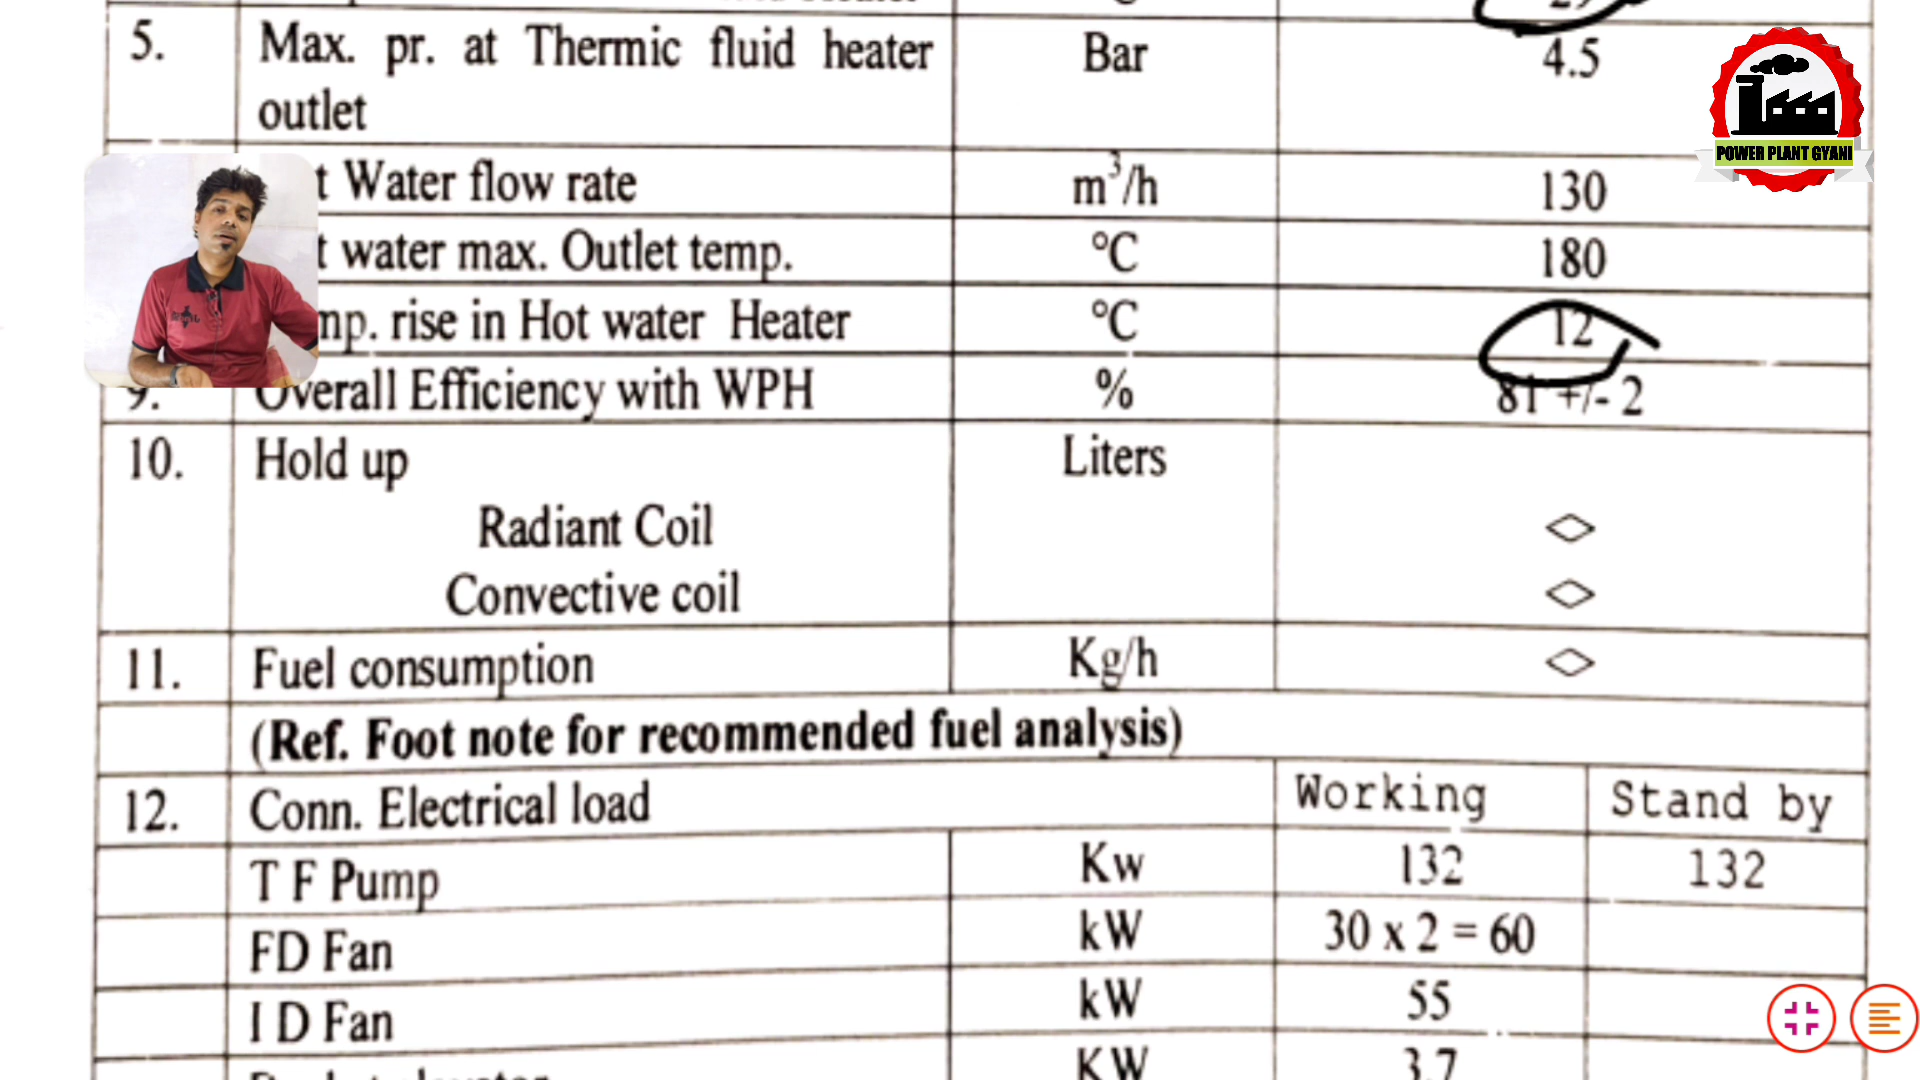 5. Max. pr. at Thermic fluid heater Bar 4.5
outlet
t Water flow rate m³/h 130
t water max. Outlet temp. °C 180
mp. rise in Hot water Heater °C 12
9. Overall Efficiency with WPH % 81 +/- 2
10. Hold up Liters
Radiant Coil
Convective coil
11. Fuel consumption Kg/h
(Ref. Foot note for recommended fuel analysis)
12. Conn. Electrical load Working Stand by
T F Pump Kw 132 132
FD Fan kW 30 x 2 = 60
I D Fan kW 55
KW 3.7
POWER PLANT GYANI